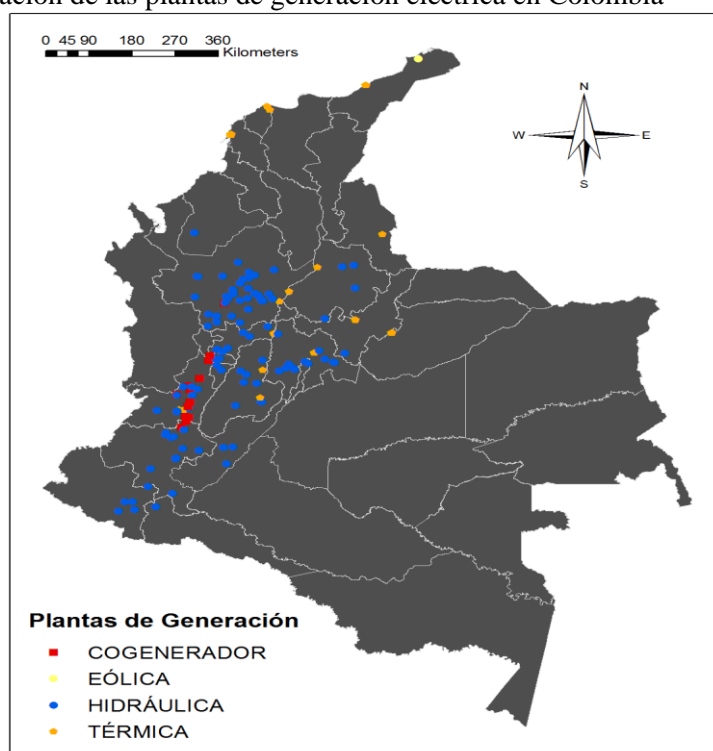 ación de las plantas de generación eléctrica en Colombia
0 45 90 180 270 360
Kilometers
N
W E
S
Plantas de Generación
COGENERADOR
EÓLICA
HIDRÁULICA
TÉRMICA